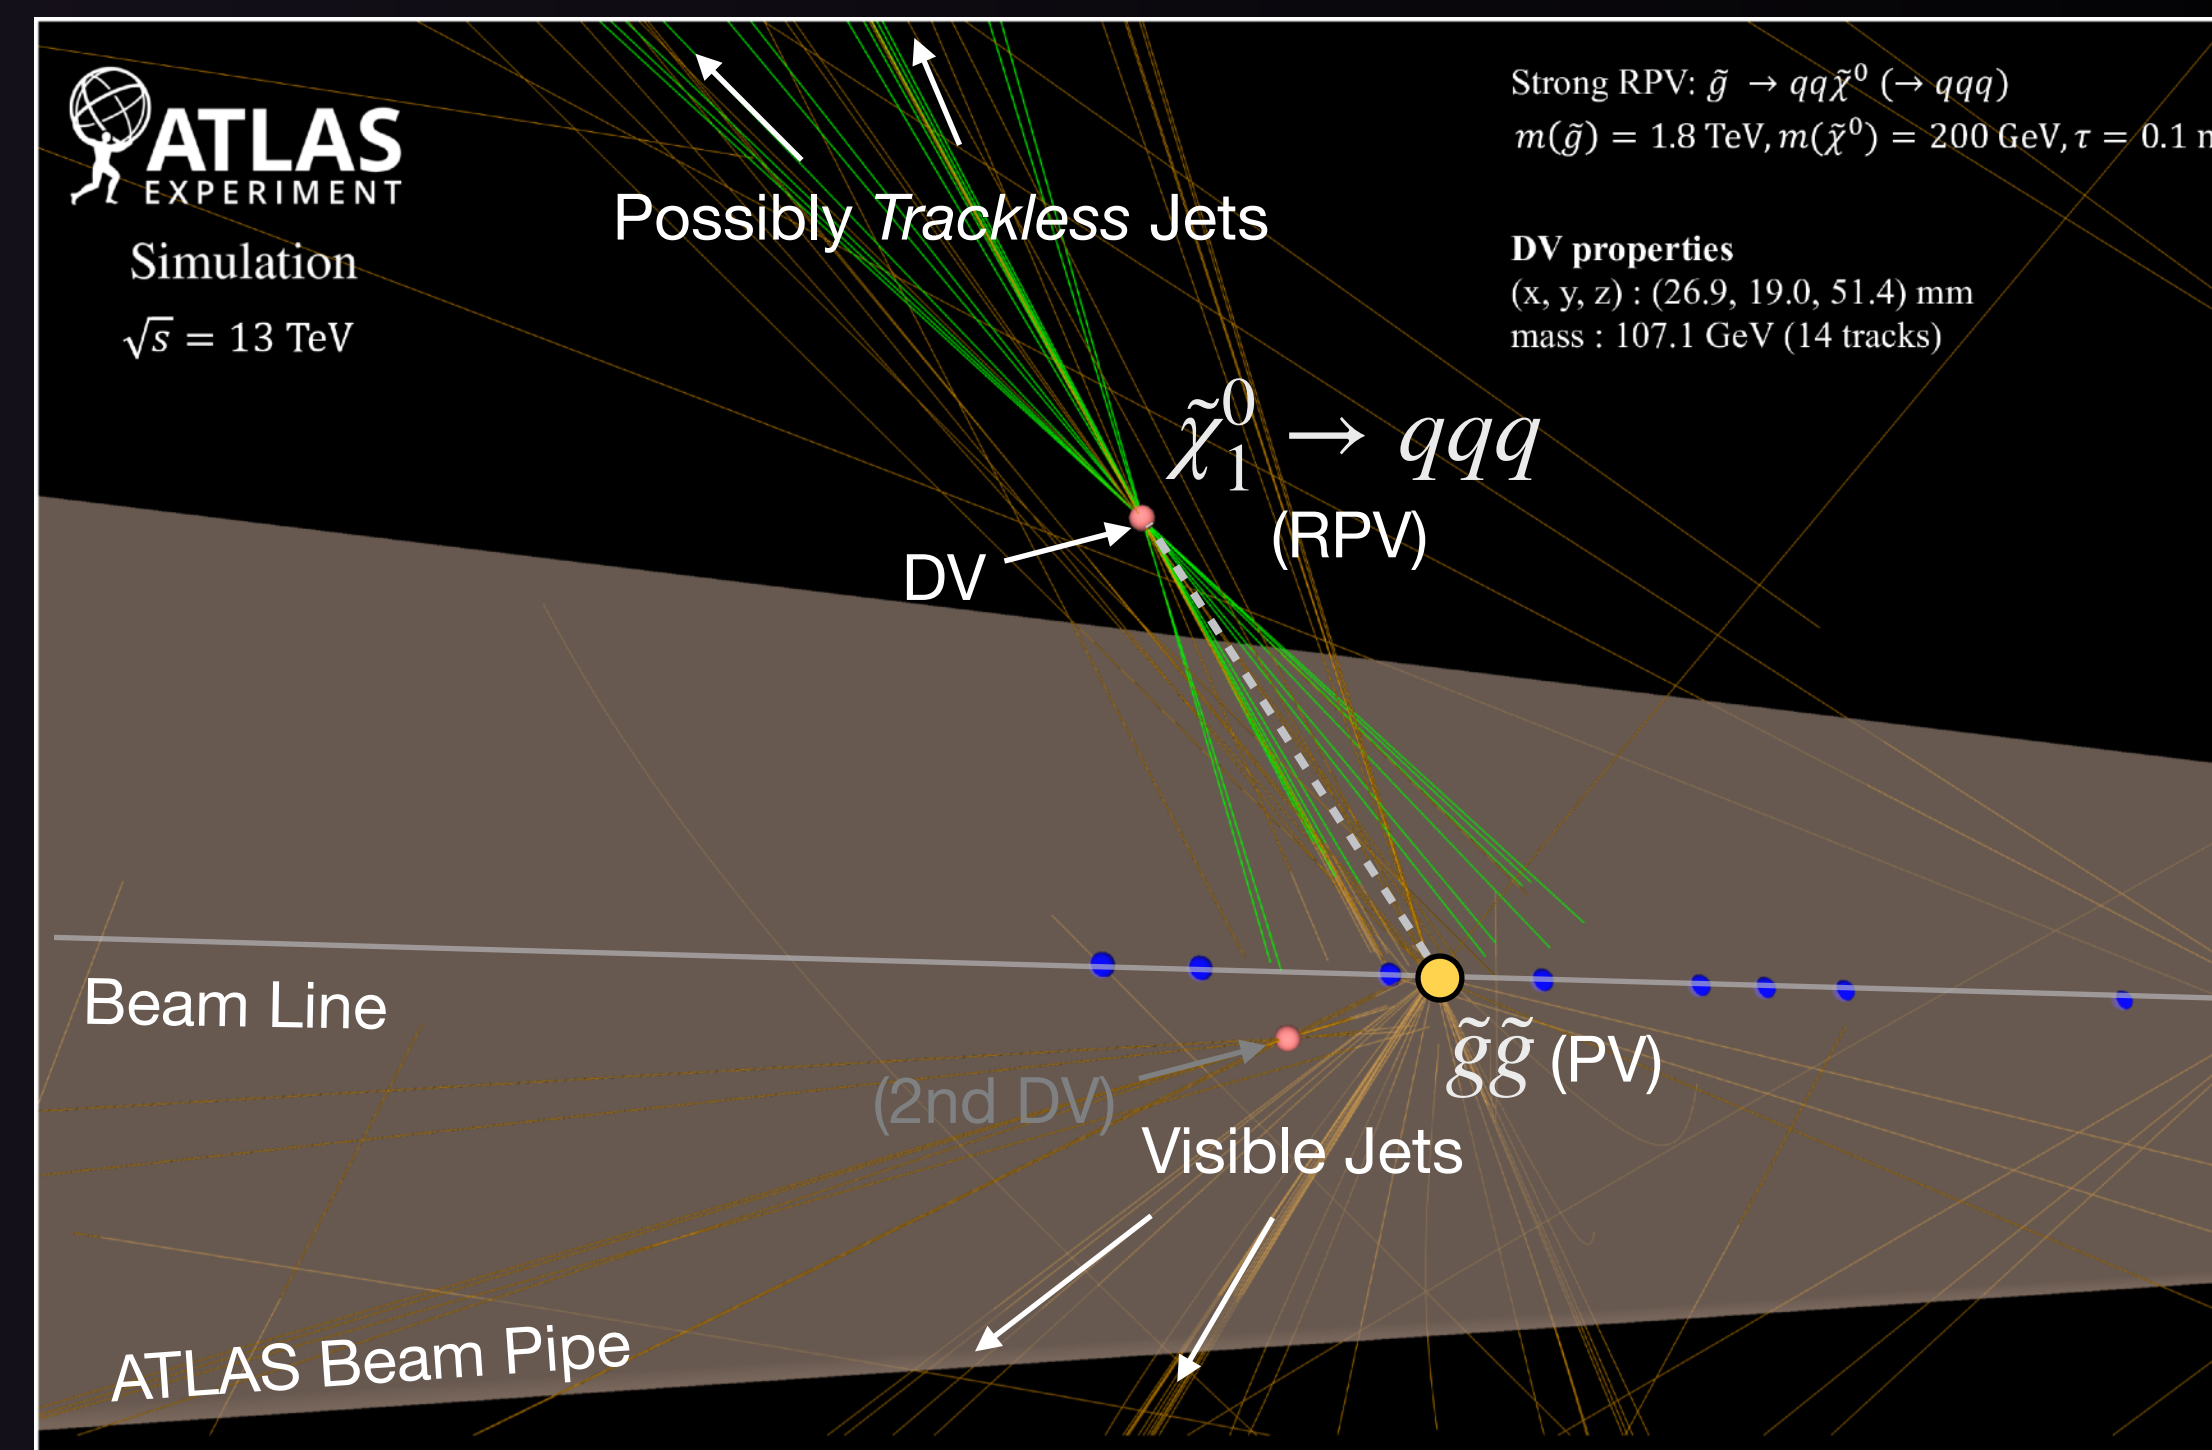 ATLAS
EXPERIMENT
Simulation
√s = 13 TeV
Strong RPV: g̃ → qqχ̃⁰ (→ qqq)
m(g̃) = 1.8 TeV, m(χ̃⁰) = 200 GeV, τ = 0.1 n
DV properties
(x, y, z) : (26.9, 19.0, 51.4) mm
mass : 107.1 GeV (14 tracks)
Possibly Trackless Jets
χ̃⁰₁ → qqq
(RPV)
DV
Beam Line
g̃g̃ (PV)
(2nd DV)
Visible Jets
ATLAS Beam Pipe